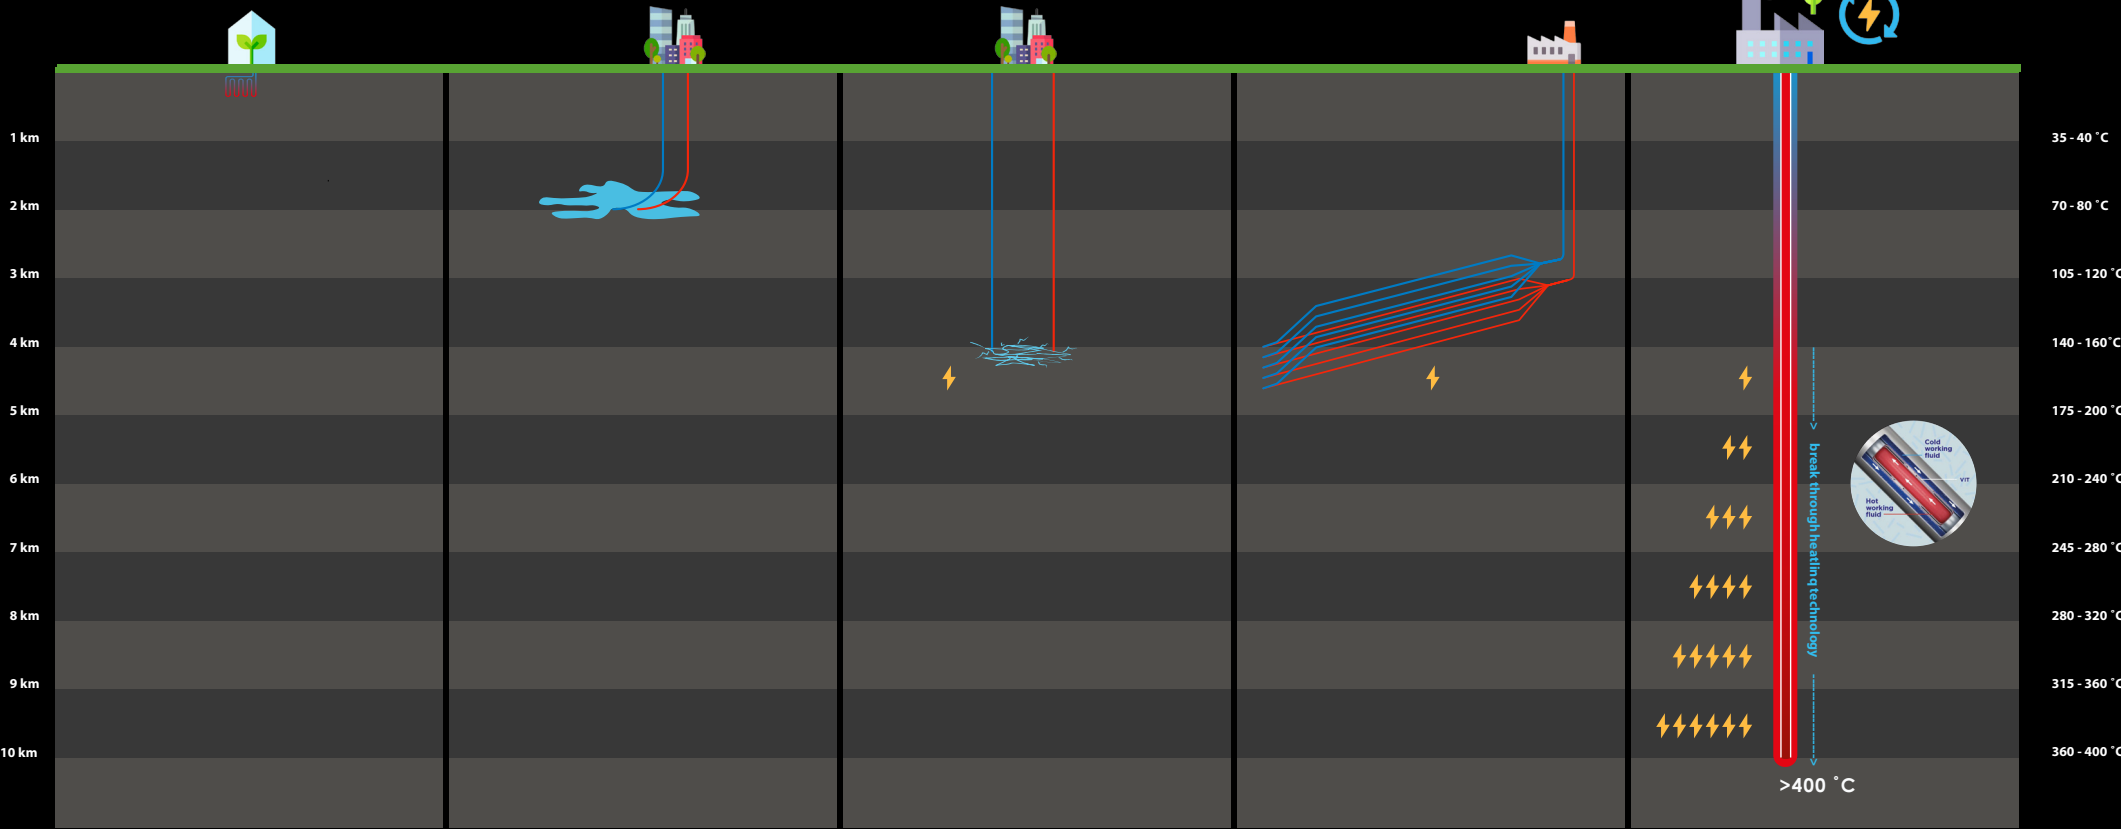 1 km
35 - 40 ˚C
2 km
70 - 80 ˚C
3 km
105 - 120 ˚C
4 km
140 - 160˚C
5 km
175 - 200 ˚C
6 km
210 - 240 ˚C
7 km
245 - 280 ˚C
8 km
280 - 320 ˚C
9 km
315 - 360 ˚C
10 km
360 - 400 ˚C
break through heatlinq technology
Cold
working
fluid
VIT
Hot
working
fluid
>400 ˚C